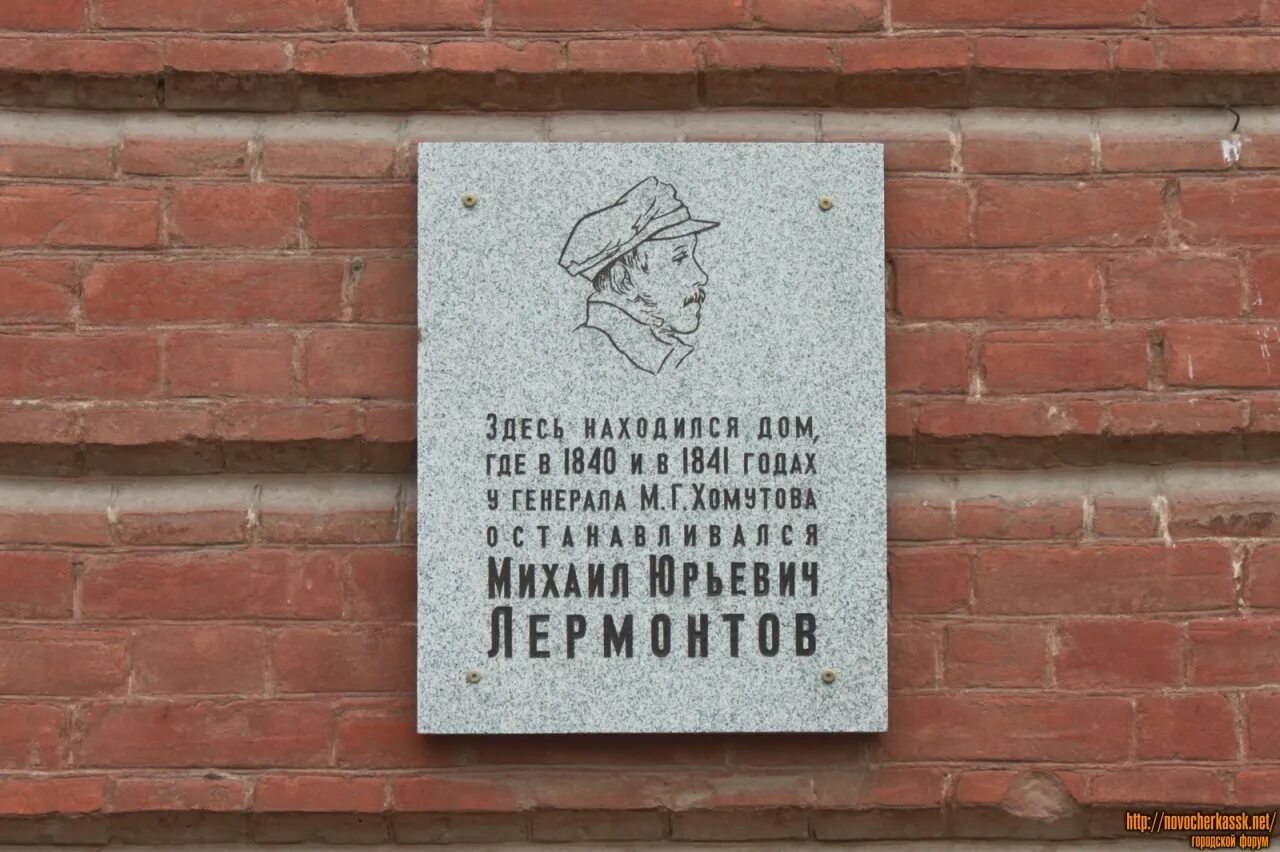 Здесь находился дом,
где в 1840 и в 1841 годах
у генерала М.Г.Хомутова
останавливался
Михаил Юрьевич
Лермонтов
http://novocherkassk.net/
городской форум